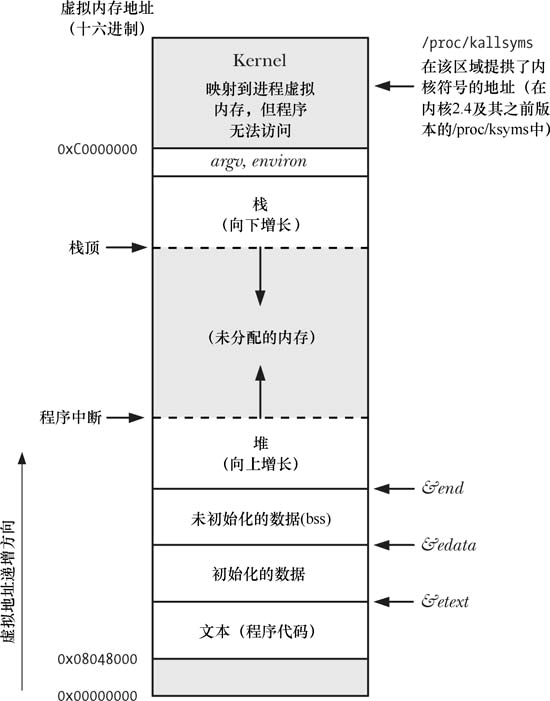 虚拟内存地址
（十六进制）
/proc/kallsyms
在该区域提供了内
核符号的地址（在
内核2.4及其之前版
本的/proc/ksyms中）
Kernel
映射到进程虚拟
内存，但程序
无法访问
0xC0000000
argv, environ
栈
（向下增长）
栈顶
（未分配的内存）
程序中断
堆
（向上增长）
&end
未初始化的数据(bss)
&edata
初始化的数据
&etext
文本（程序代码）
0x08048000
0x00000000
虚拟地址递增方向